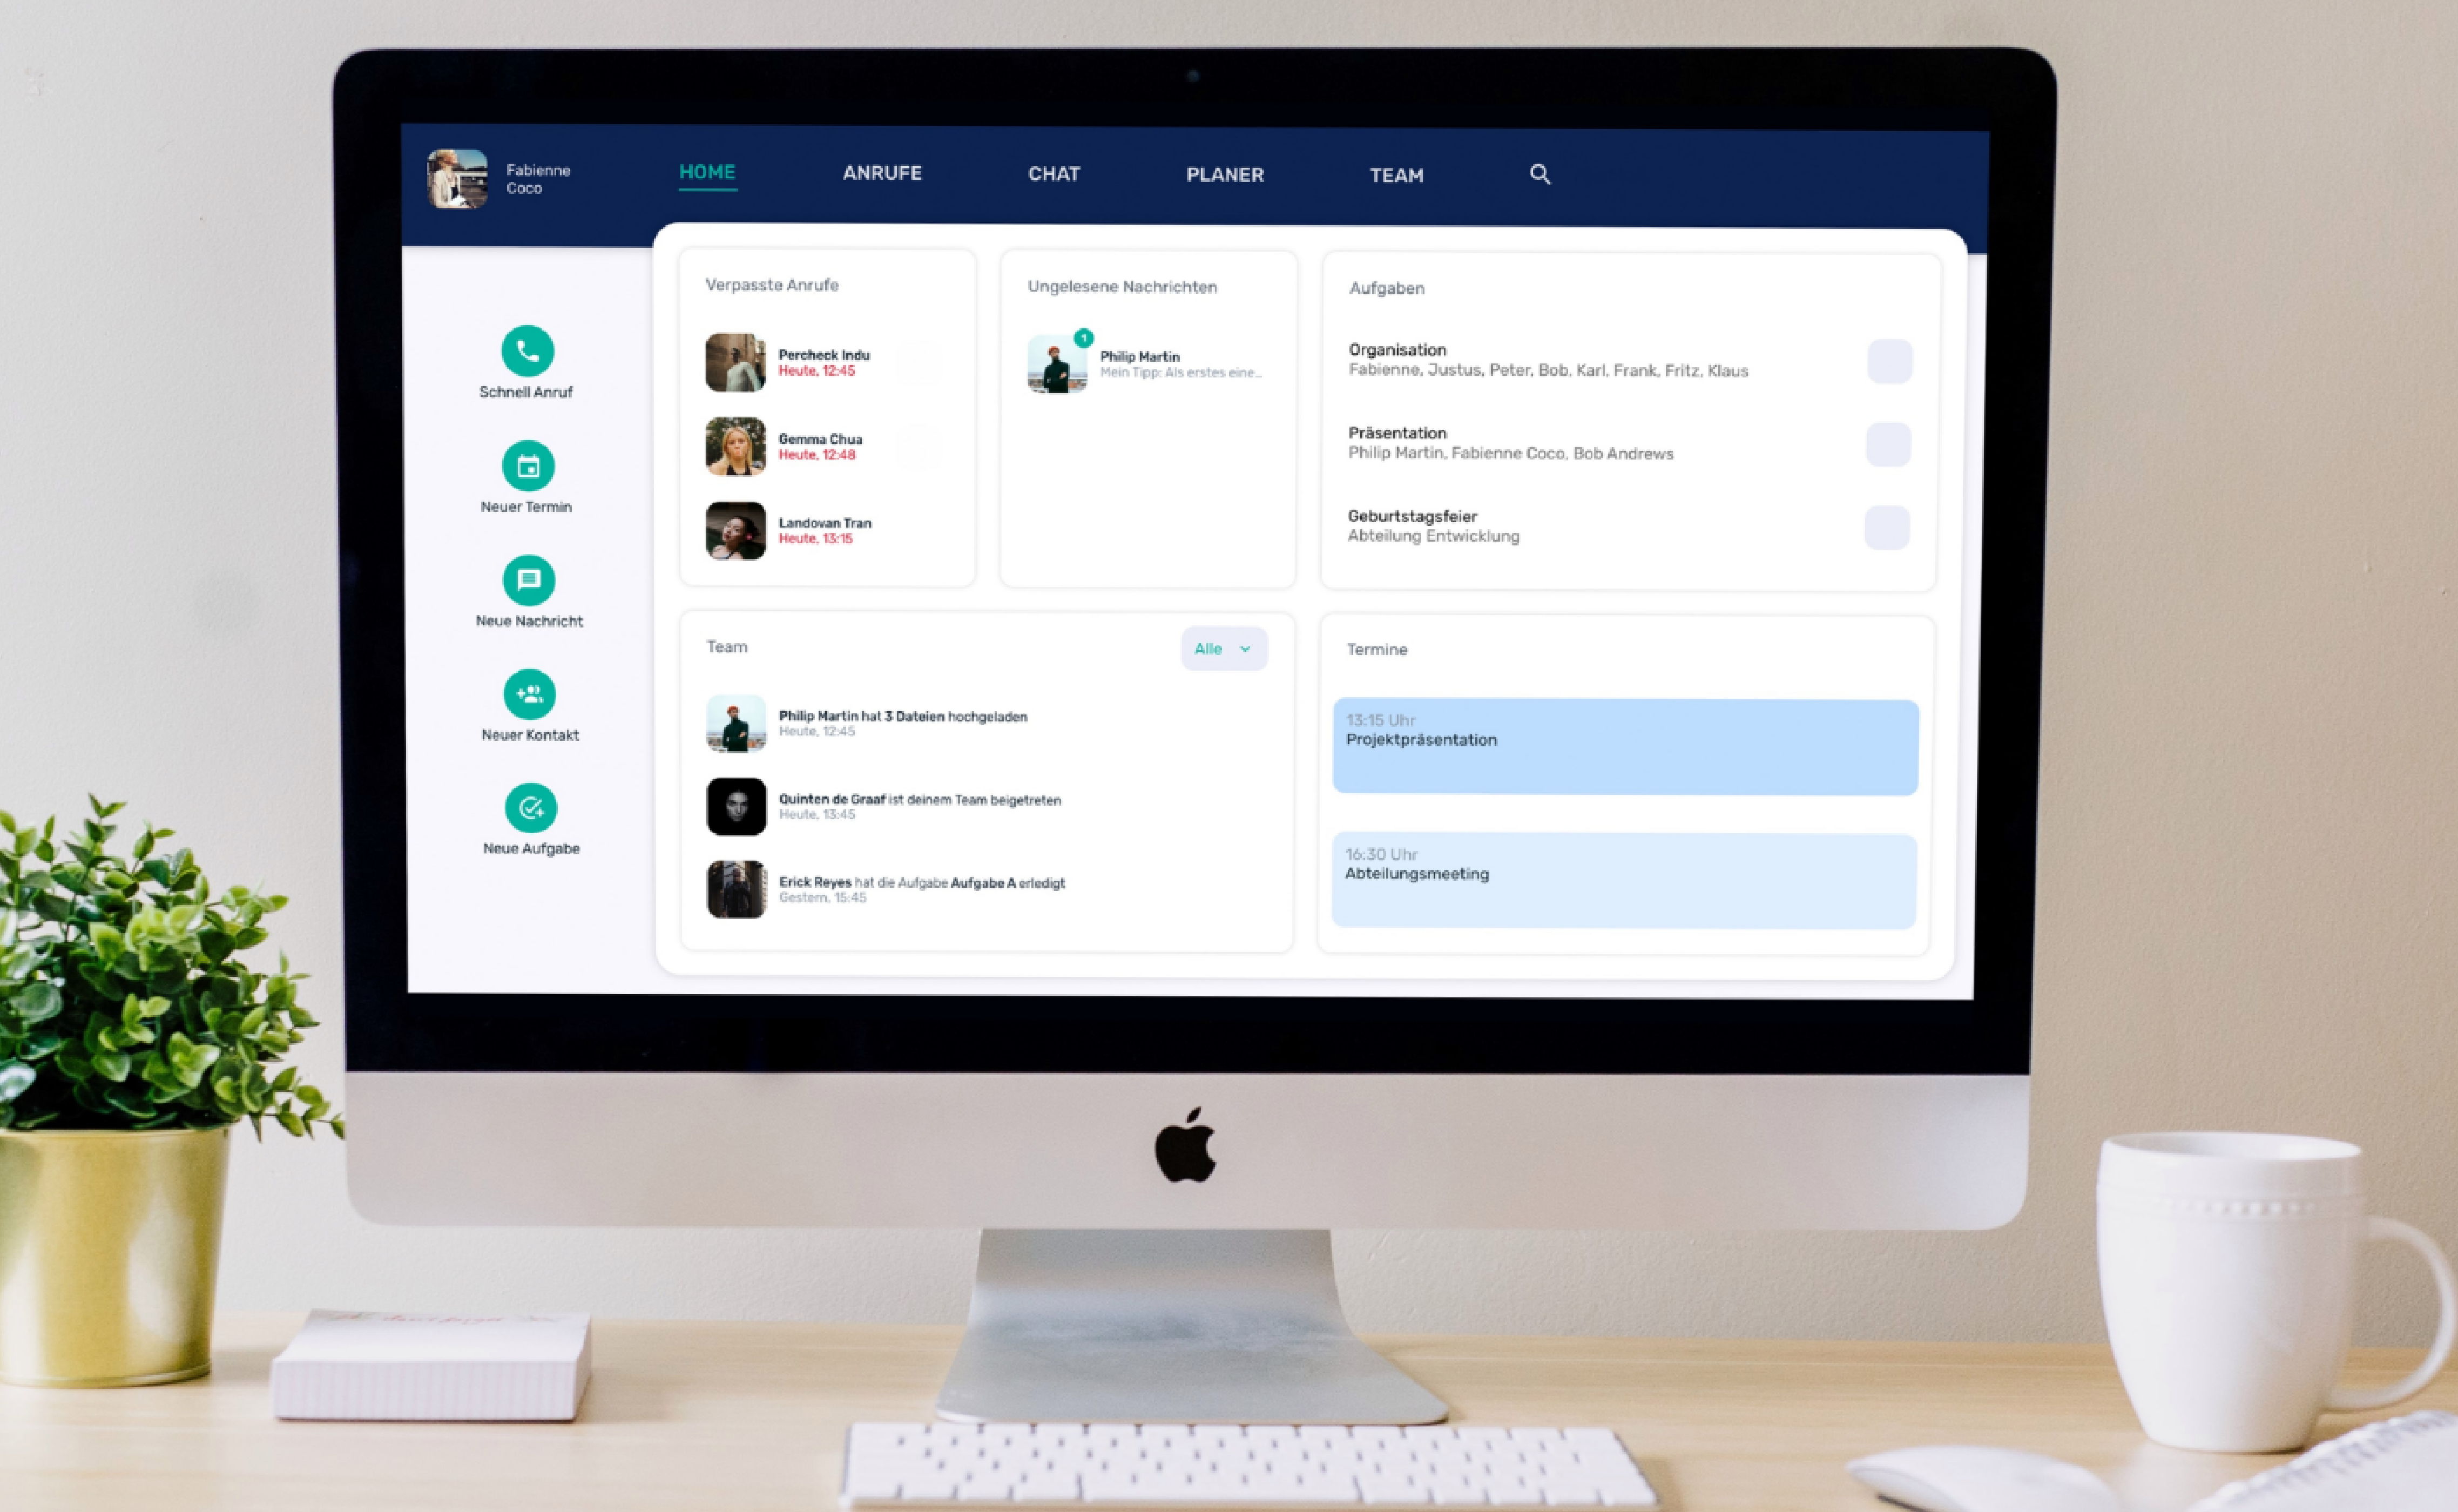 Fabienne
Coco
HOME
ANRUFE
CHAT
PLANER
TEAM
Schnell Anruf
Neuer Termin
Neue Nachricht
Neuer Kontakt
Neue Aufgabe
Verpasste Anrufe
Percheck Indu
Heute, 12:45
Gemma Chua
Heute, 12:48
Landovan Tran
Heute, 13:15
Ungelesene Nachrichten
1
Philip Martin
Mein Tipp: Als erstes eine...
Aufgaben
Organisation
Fabienne, Justus, Peter, Bob, Karl, Frank, Fritz, Klaus
Präsentation
Philip Martin, Fabienne Coco, Bob Andrews
Geburtstagsfeier
Abteilung Entwicklung
Team
Alle
Philip Martin hat 3 Dateien hochgeladen
Heute, 12:45
Quinten de Graaf ist deinem Team beigetreten
Heute, 13:45
Erick Reyes hat die Aufgabe Aufgabe A erledigt
Gestern, 15:45
Termine
13:15 Uhr
Projektpräsentation
16:30 Uhr
Abteilungsmeeting